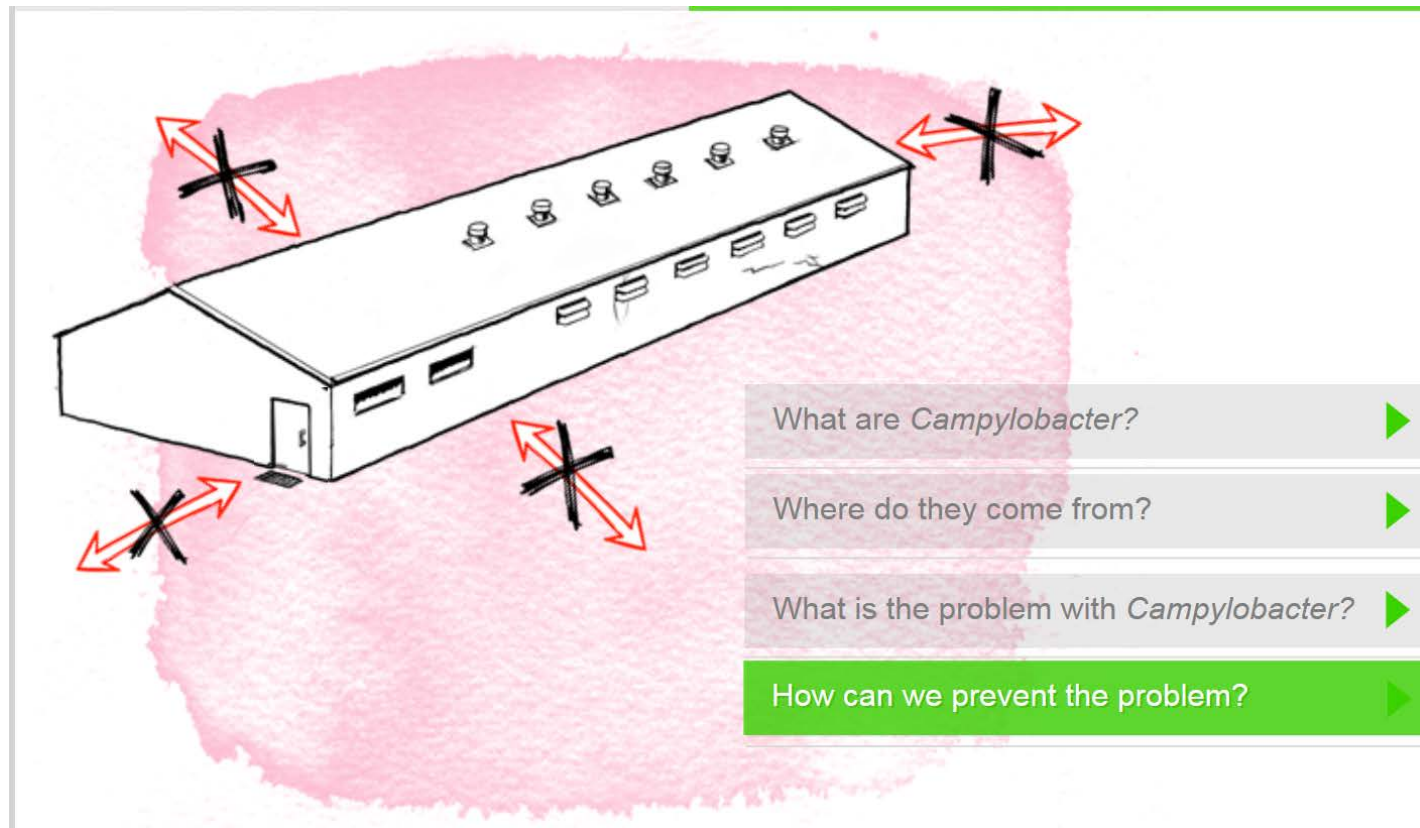 What are Campylobacter?
Where do they come from?
What is the problem with Campylobacter?
How can we prevent the problem?